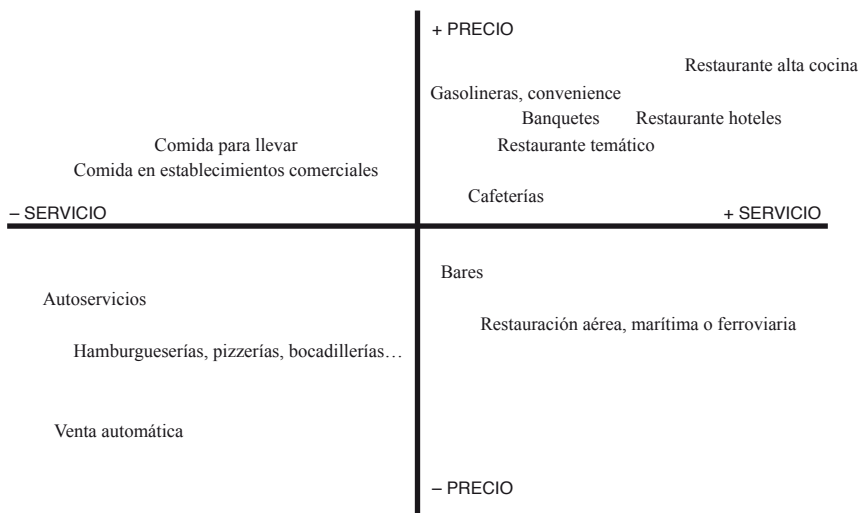 + PRECIO
Restaurante alta cocina
Gasolineras, convenience
Banquetes Restaurante hoteles
Comida para llevar Restaurante temático
Comida en establecimientos comerciales
Cafeterías
– SERVICIO + SERVICIO
Bares
Autoservicios
Restauración aérea, marítima o ferroviaria
Hamburgueserías, pizzerías, bocadillerías…
Venta automática
– PRECIO